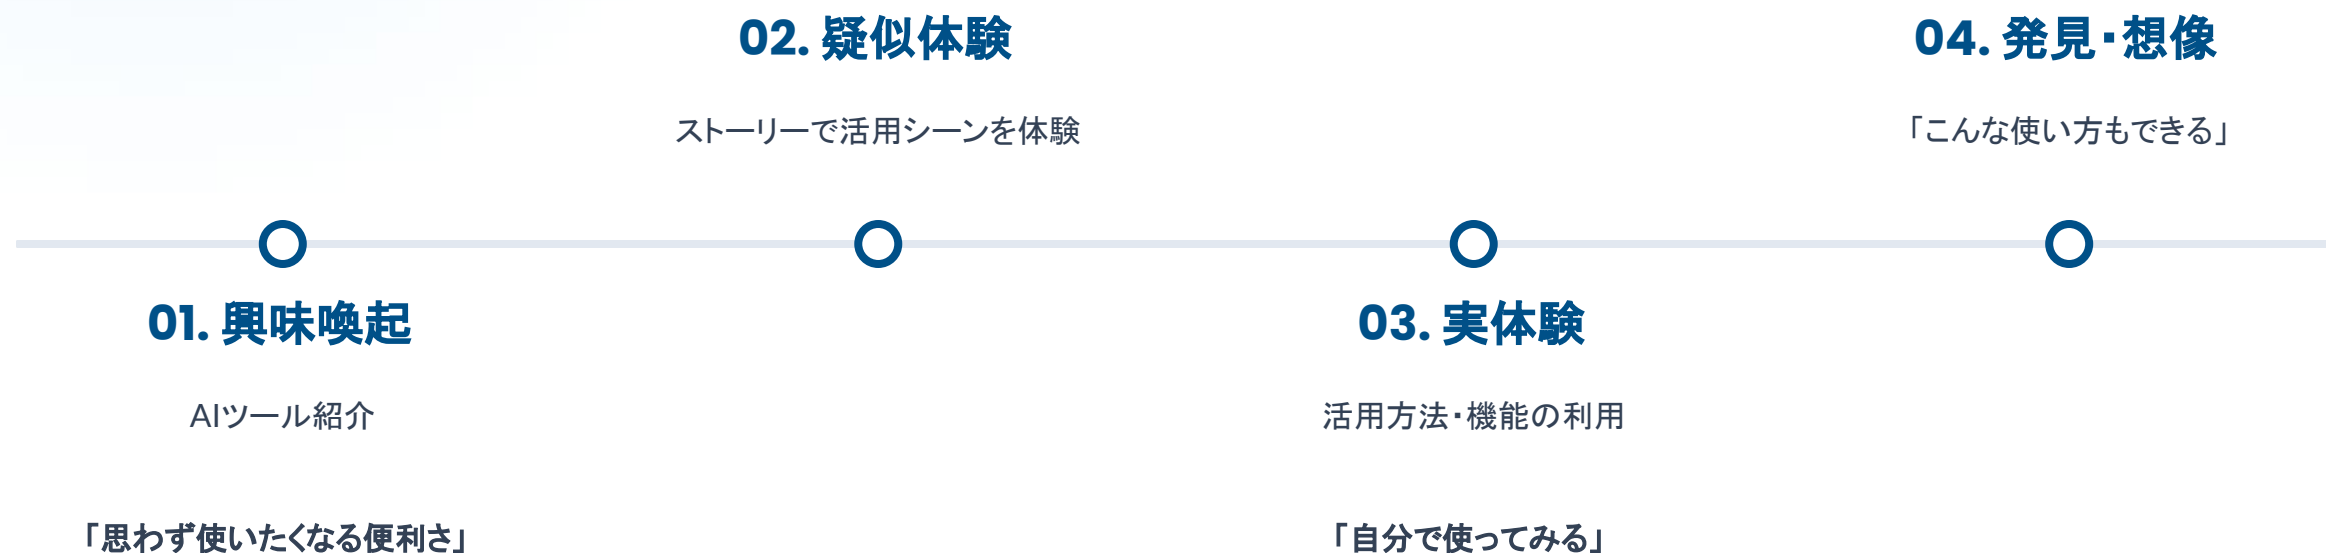 01. 興味喚起
AIツール紹介
「思わず使いたくなる便利さ」
02. 疑似体験
ストーリーで活用シーンを体験
03. 実体験
活用方法・機能の利用
「自分で使ってみる」
04. 発見・想像
「こんな使い方もできる」